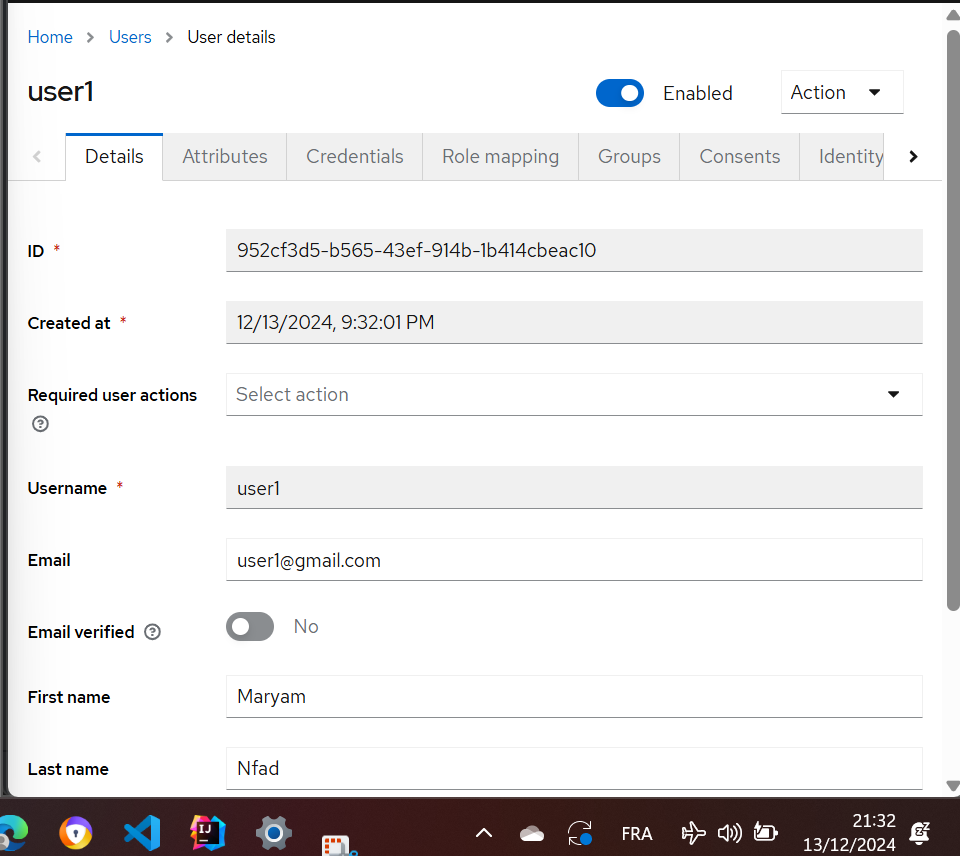 Home > Users > User details
user1
Enabled
Action
Details Attributes Credentials Role mapping Groups Consents Identity
ID *
952cf3d5-b565-43ef-914b-1b414cbeac10
Created at *
12/13/2024, 9:32:01 PM
Required user actions
Select action
Username *
user1
Email
user1@gmail.com
Email verified
No
First name
Maryam
Last name
Nfad
IJ
FRA
21:32
13/12/2024